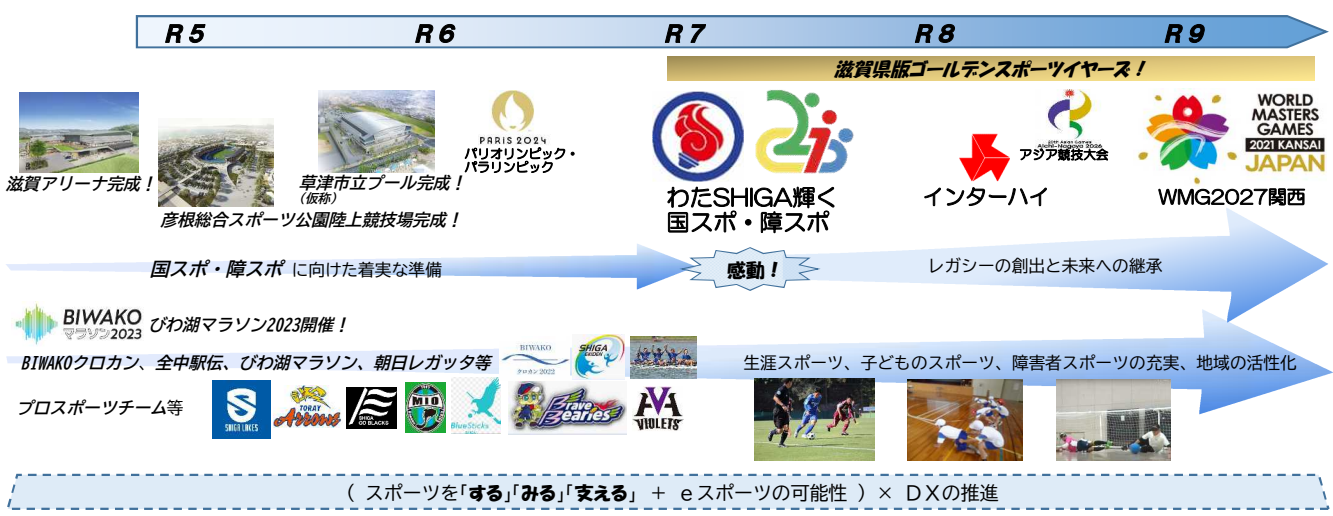 R5 R6 R7 R8 R9
滋賀県版ゴールデンスポーツイヤーズ！
滋賀アリーナ完成！
彦根総合スポーツ公園陸上競技場完成！
草津市立プール完成！
（仮称）
PARIS 2024
パリオリンピック・
パラリンピック
わたSHIGA輝く
国スポ・障スポ
インターハイ
Aichi-Nagoya 2026
アジア競技大会
WORLD
MASTERS
GAMES
2021 KANSAI
JAPAN
WMG2027関西
国スポ・障スポ に向けた着実な準備
感動！
レガシーの創出と未来への継承
BIWAKO
マラソン2023
びわ湖マラソン2023開催！
BIWAKOクロカン、全中駅伝、びわ湖マラソン、朝日レガッタ等
BIWAKO
クロカン 2022
SHIGA
EKIDEN
生涯スポーツ、子どものスポーツ、障害者スポーツの充実、地域の活性化
プロスポーツチーム等
SHIGA LAKES
TORAY
Arrows
SHIGA
OD BLACKS
MIO
BlueSticks
Brave
Bearies
VIOLETS
（ スポーツを「する」「みる」「支える」 ＋ eスポーツの可能性 ）× DXの推進